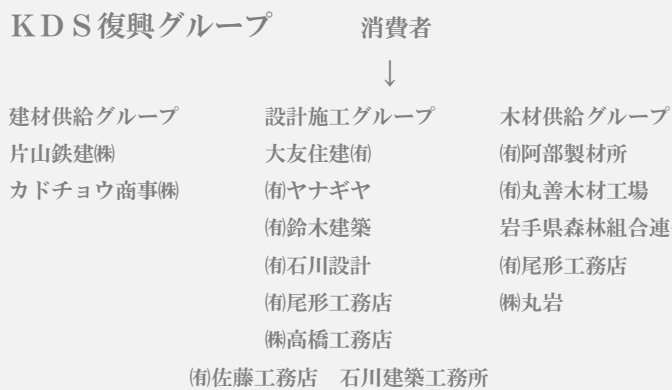 ＫＤＳ復興グループ　消費者
↓
建材供給グループ　設計施工グループ　木材供給グループ
片山鉄建㈱　大友住建㈲　㈲阿部製材所
カドチョウ商事㈱　㈲ヤナギヤ　㈲丸善木材工場
㈲鈴木建築　岩手県森林組合連
㈲石川設計　㈲尾形工務店
㈲尾形工務店　㈱丸岩
㈱高橋工務店
㈲佐藤工務店　石川建築工務所